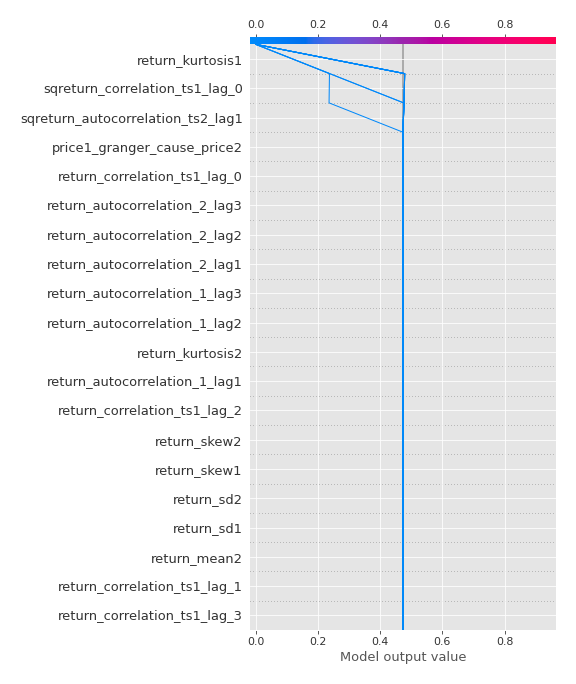 0.0 0.2 0.4 0.6 0.8
return_kurtosis1
sqreturn_correlation_ts1_lag_0
sqreturn_autocorrelation_ts2_lag1
price1_granger_cause_price2
return_correlation_ts1_lag_0
return_autocorrelation_2_lag3
return_autocorrelation_2_lag2
return_autocorrelation_2_lag1
return_autocorrelation_1_lag3
return_autocorrelation_1_lag2
return_kurtosis2
return_autocorrelation_1_lag1
return_correlation_ts1_lag_2
return_skew2
return_skew1
return_sd2
return_sd1
return_mean2
return_correlation_ts1_lag_1
return_correlation_ts1_lag_3
0.0 0.2 0.4 0.6 0.8
Model output value